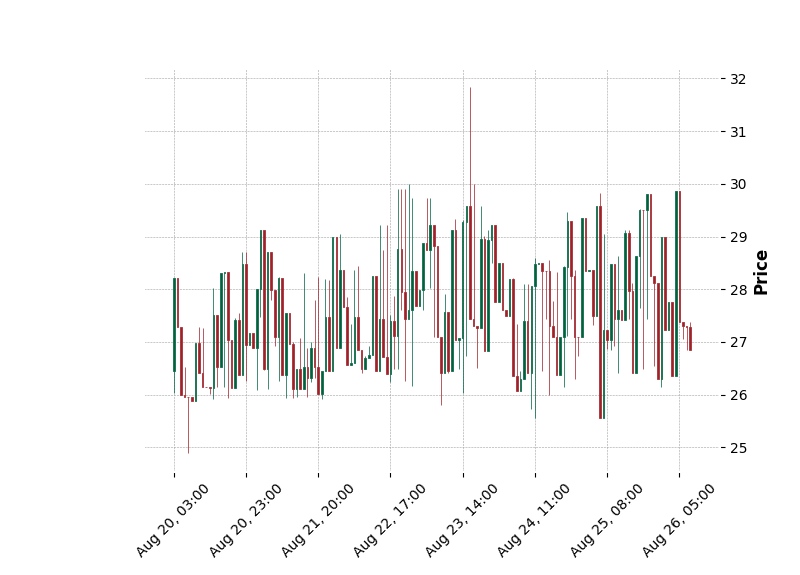 32
31
30
29
28
27
26
25
Price
Aug 20, 03:00
Aug 20, 23:00
Aug 21, 20:00
Aug 22, 17:00
Aug 23, 14:00
Aug 24, 11:00
Aug 25, 08:00
Aug 26, 05:00